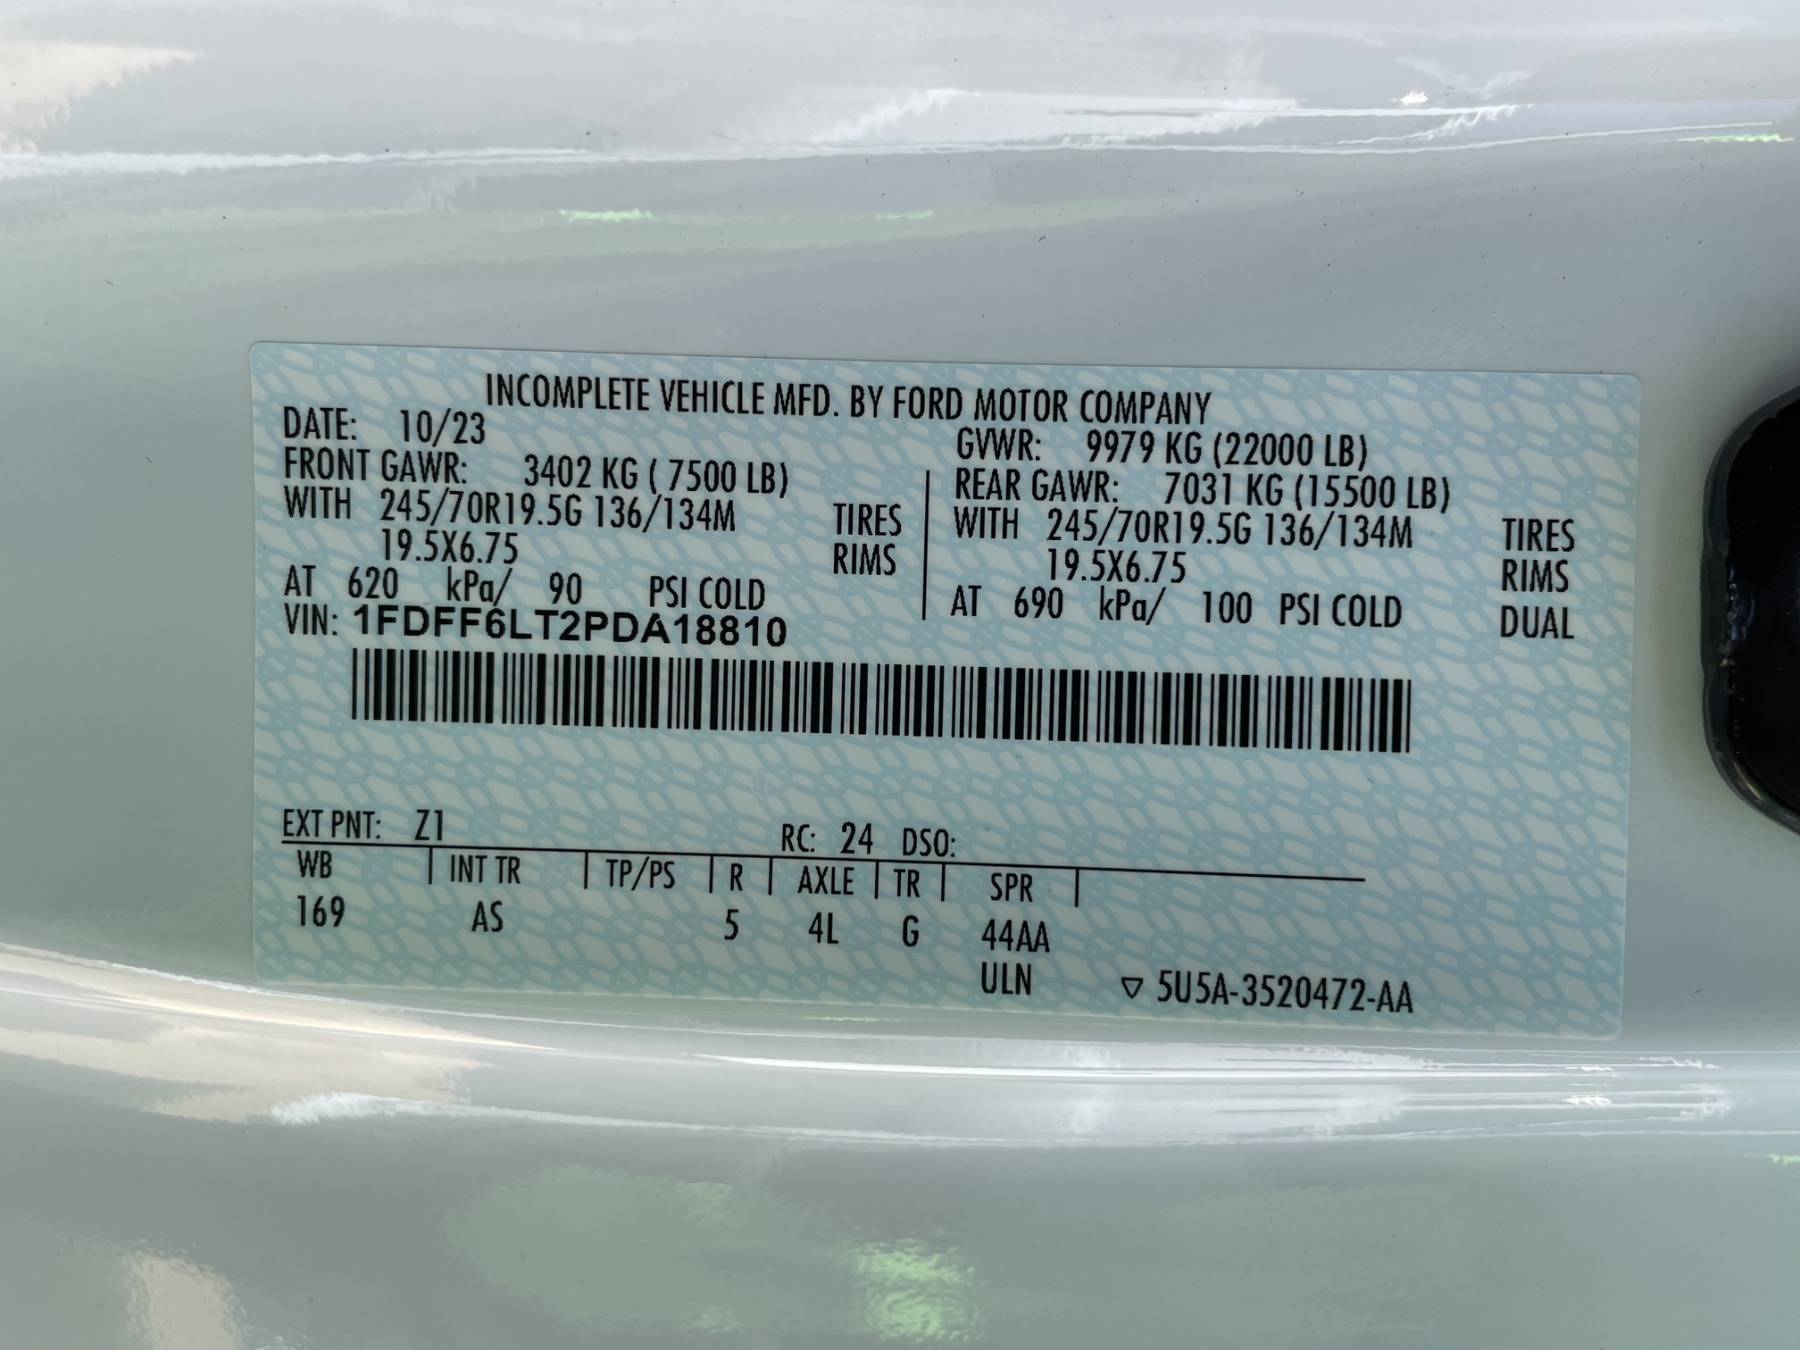 INCOMPLETE VEHICLE MFD. BY FORD MOTOR COMPANY
DATE: 10/23 GVWR: 9979 KG (22000 LB)
FRONT GAWR: 3402 KG ( 7500 LB) REAR GAWR: 7031 KG (15500 LB)
WITH 245/70R19.5G 136/134M TIRES WITH 245/70R19.5G 136/134M TIRES
19.5X6.75 RIMS 19.5X6.75 RIMS
AT 620 kPa/ 90 PSI COLD AT 690 kPa/ 100 PSI COLD DUAL
VIN: 1FDFF6LT2PDA18810
EXT PNT: Z1 RC: 24 DSO:
WB INT TR TP/PS R AXLE TR SPR
169 AS 5 4L G 44AA
ULN ▽ 5U5A-3520472-AA